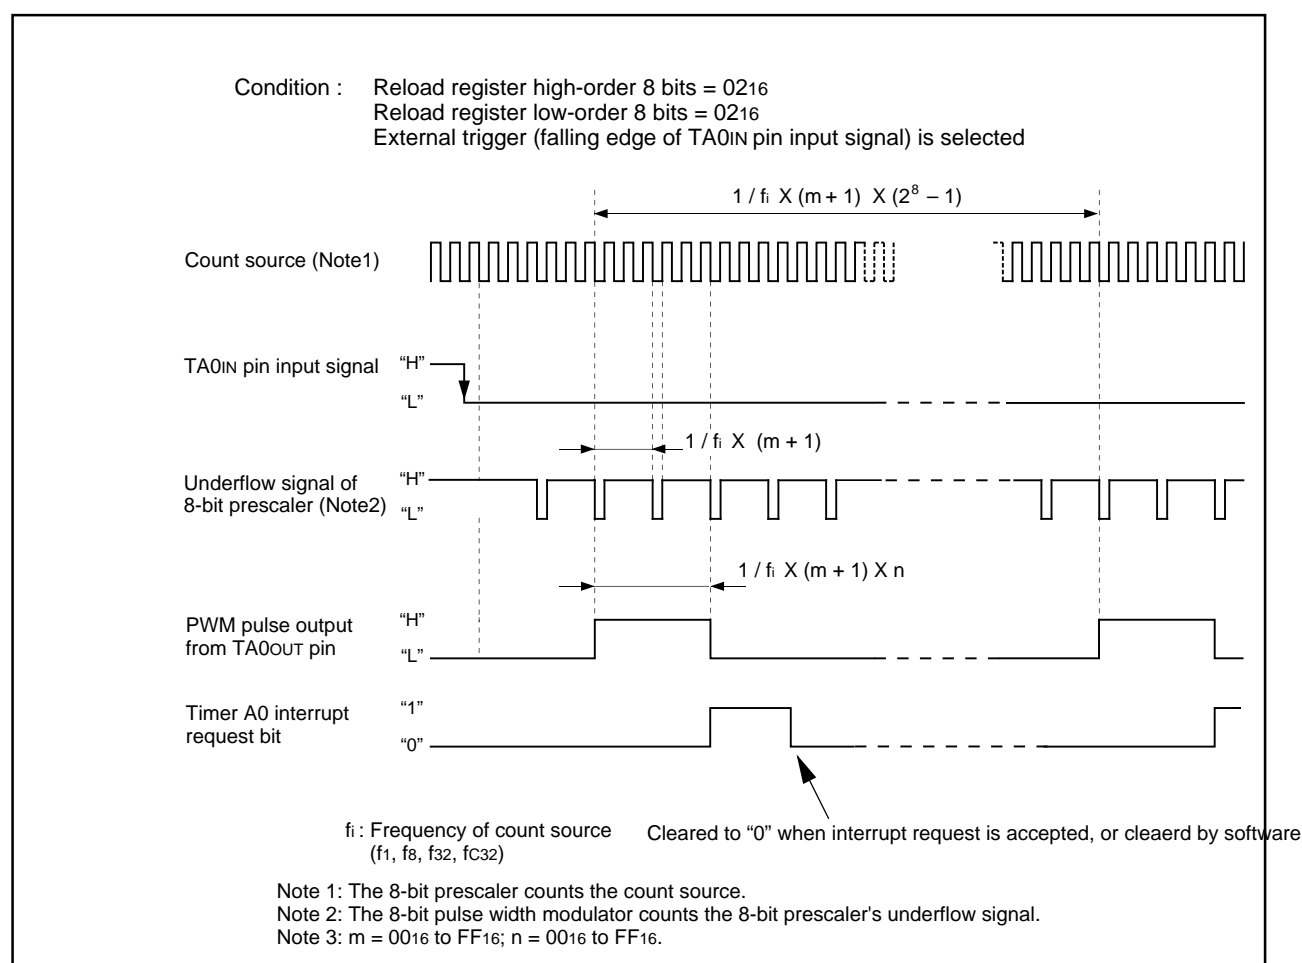 Condition : Reload register high-order 8 bits = 0216
Reload register low-order 8 bits = 0216
External trigger (falling edge of TA0IN pin input signal) is selected
1 / fi X (m + 1) X (2^8 – 1)
Count source (Note1)
TA0IN pin input signal
“H”
“L”
1 / fi X (m + 1)
Underflow signal of
8-bit prescaler (Note2)
“H”
“L”
1 / fi X (m + 1) X n
PWM pulse output
from TA0OUT pin
“H”
“L”
Timer A0 interrupt
request bit
“1”
“0”
fi : Frequency of count source
(f1, f8, f32, fC32)
Cleared to “0” when interrupt request is accepted, or cleaerd by software
Note 1: The 8-bit prescaler counts the count source.
Note 2: The 8-bit pulse width modulator counts the 8-bit prescaler's underflow signal.
Note 3: m = 0016 to FF16; n = 0016 to FF16.